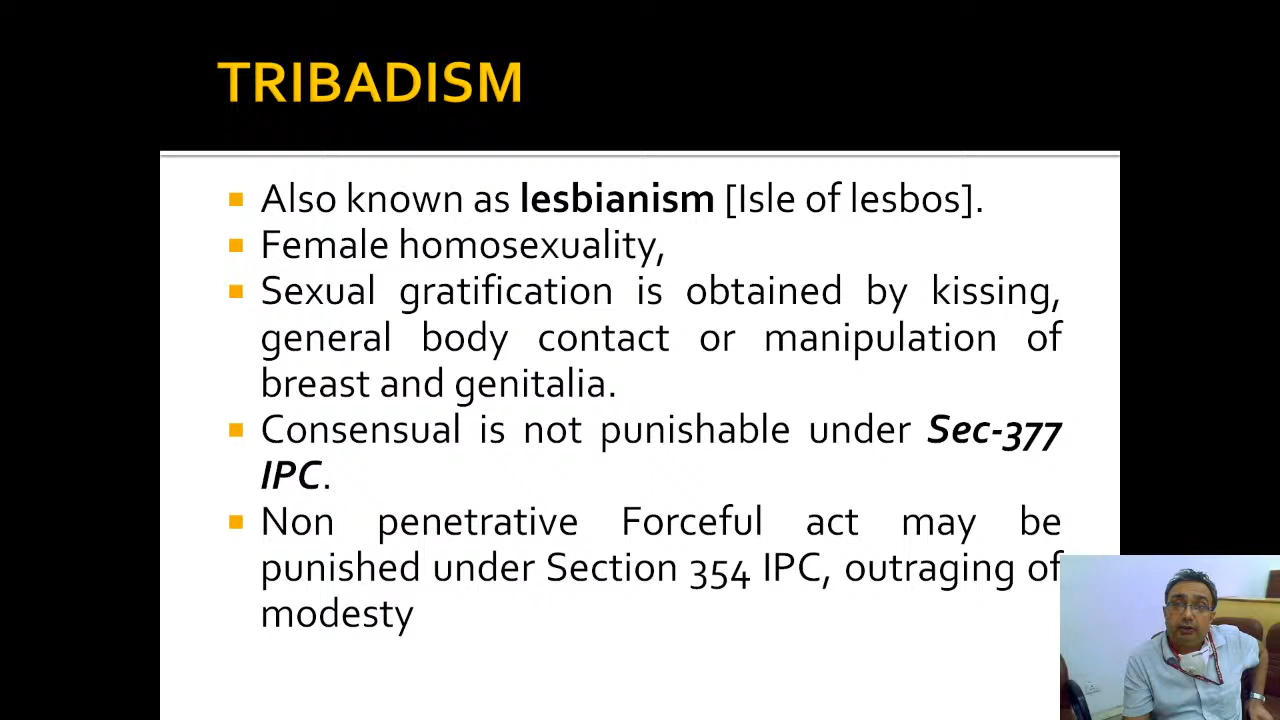 TRIBADISM
Also known as lesbianism [Isle of lesbos].
Female homosexuality,
Sexual gratification is obtained by kissing,
general body contact or manipulation of
breast and genitalia.
Consensual is not punishable under Sec-377
IPC.
Non penetrative Forceful act may be
punished under Section 354 IPC, outraging of
modesty